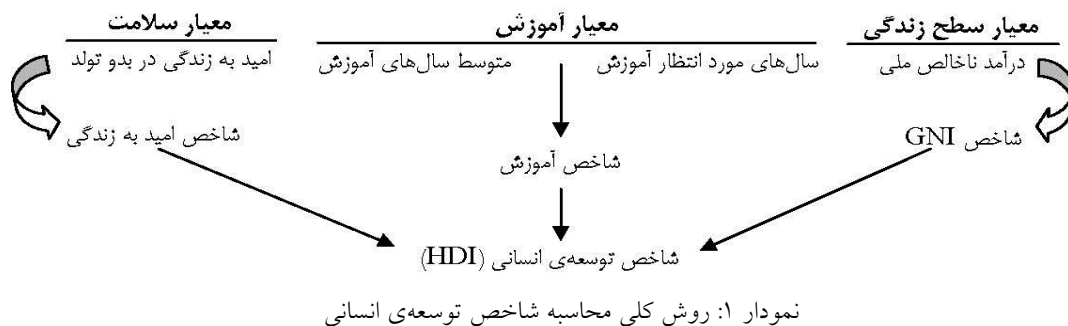 معیار سطح زندگی
معیار آموزش
معیار سلامت
درآمد ناخالص ملی
سال‌های مورد انتظار آموزش
متوسط سال‌های آموزش
امید به زندگی در بدو تولد
شاخص GNI
شاخص امید به زندگی
شاخص آموزش
شاخص توسعه‌ی انسانی (HDI)
نمودار ۱: روش کلی محاسبه شاخص توسعه‌ی انسانی